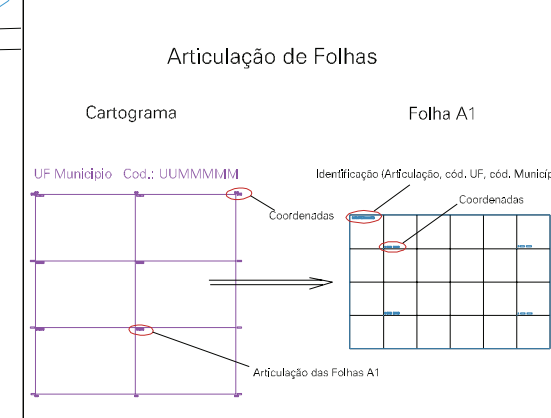 Articulação de Folhas
Cartograma
Folha A1
UF Municipio Cod.: UUMMMMM
Identificação (Articulação, cód. UF, cód. Municíp
Coordenadas
Coordenadas
Articulação das Folhas A1